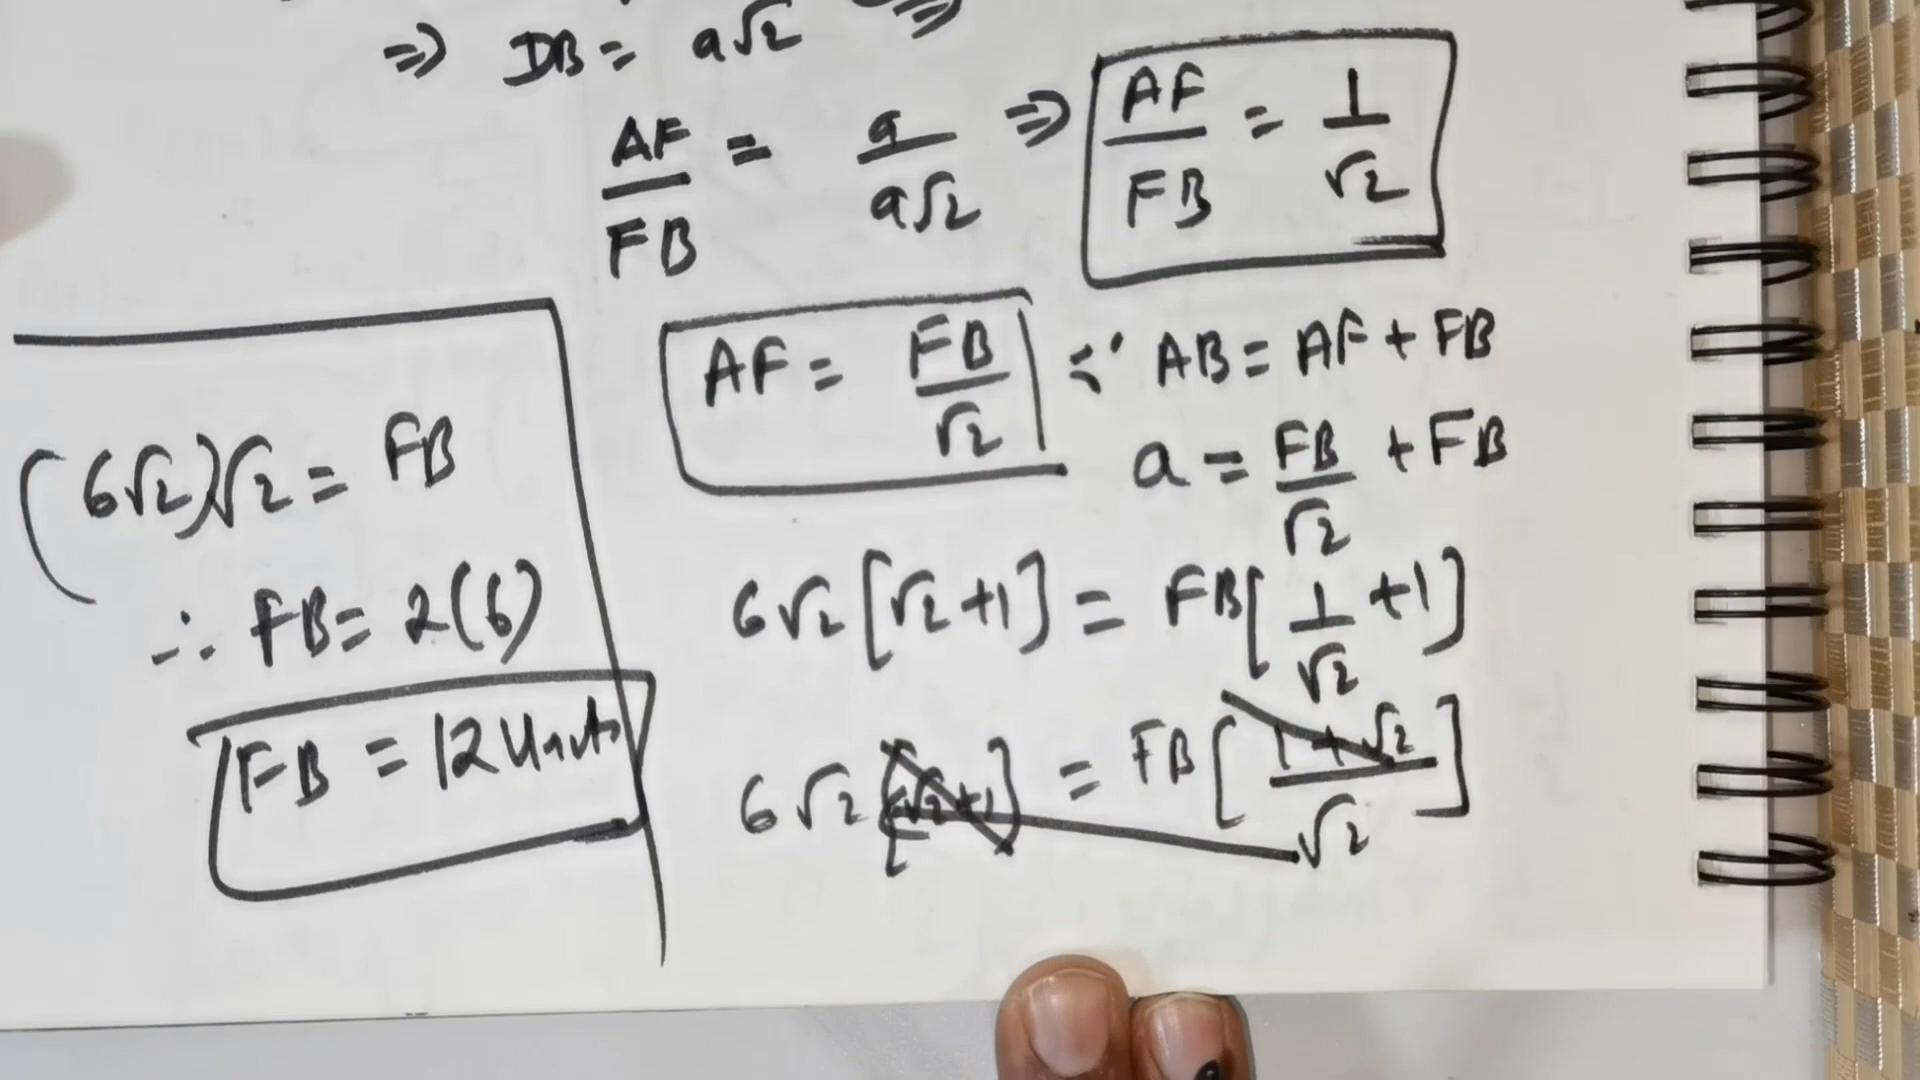 ⇒ DB = a√2 ⇒
AF/FB = a/a√2 ⇒ AF/FB = 1/√2
AF = FB/√2 ∵ AB = AF + FB
a = FB/√2 + FB
6√2[√2+1] = FB[1/√2 +1]
6√2[√2+1] = FB[1+√2/√2]
(6√2)√2 = FB
∴ FB = 2(6)
FB = 12 Units